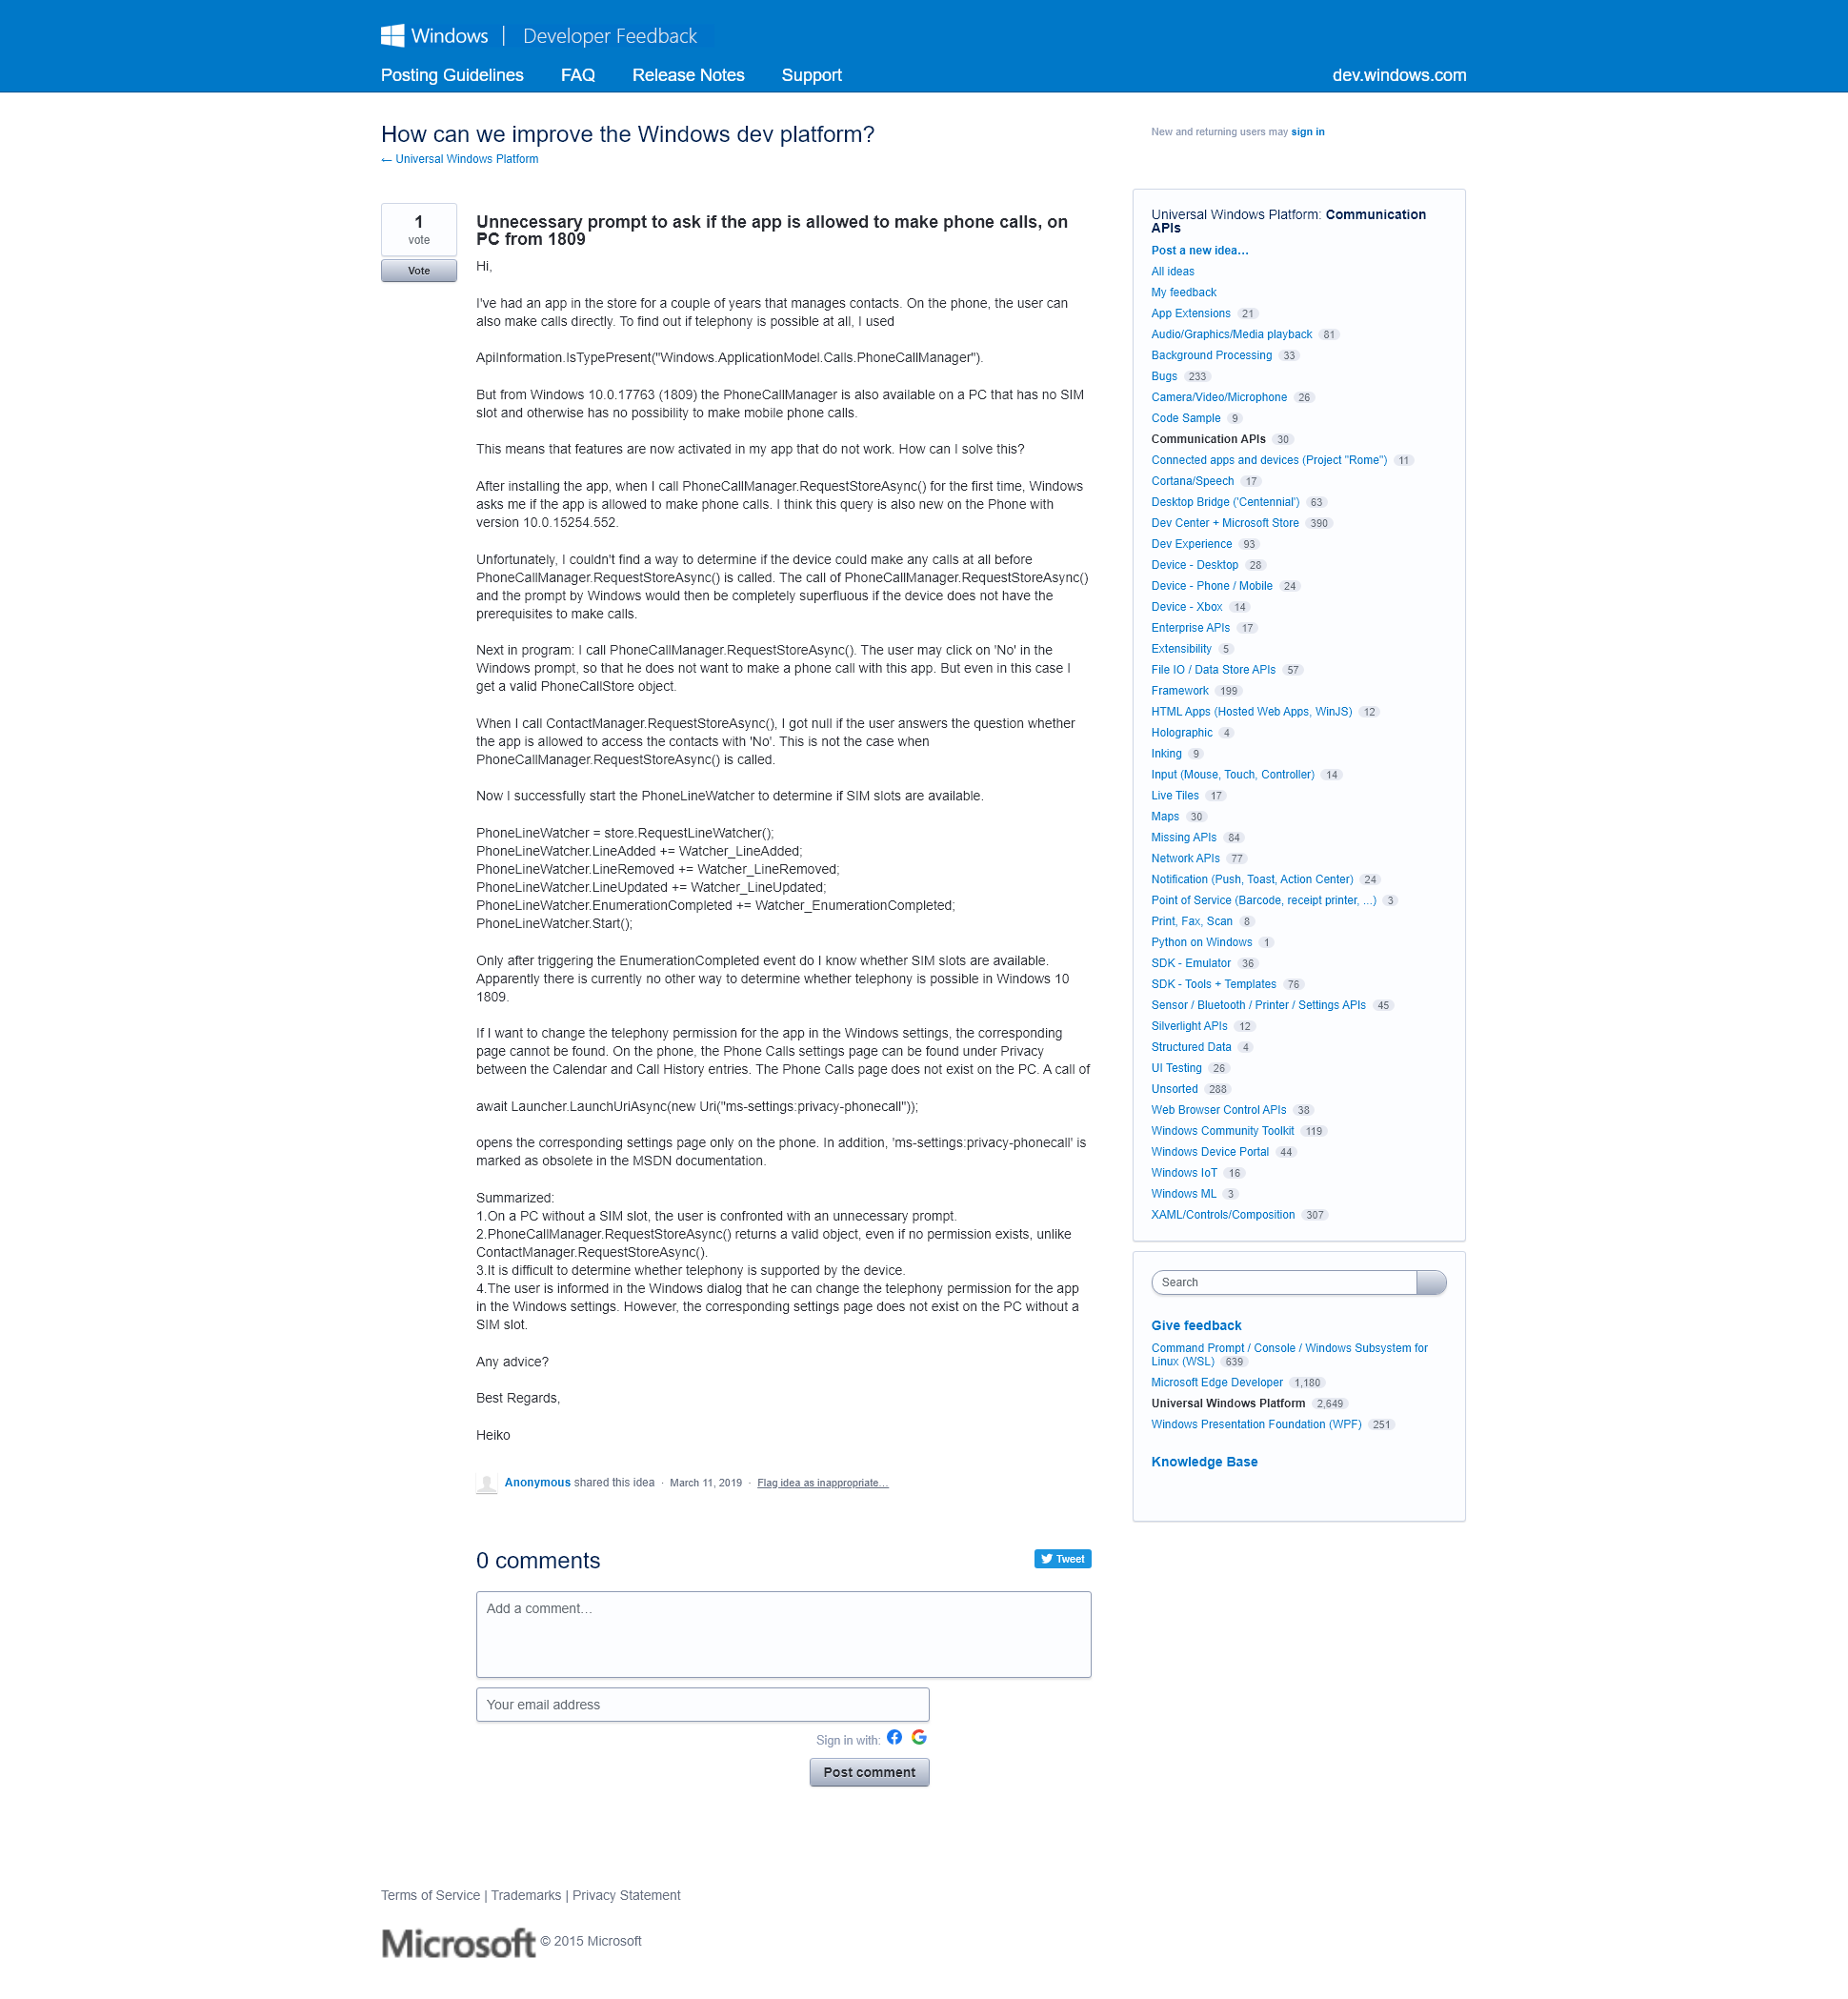 Windows | Developer Feedback
Posting Guidelines FAQ Release Notes Support dev.windows.com
How can we improve the Windows dev platform?
← Universal Windows Platform
New and returning users may sign in
1
vote
Vote
Unnecessary prompt to ask if the app is allowed to make phone calls, on
PC from 1809
Hi,
I've had an app in the store for a couple of years that manages contacts. On the phone, the user can
also make calls directly. To find out if telephony is possible at all, I used
ApiInformation.IsTypePresent("Windows.ApplicationModel.Calls.PhoneCallManager").
But from Windows 10.0.17763 (1809) the PhoneCallManager is also available on a PC that has no SIM
slot and otherwise has no possibility to make mobile phone calls.
This means that features are now activated in my app that do not work. How can I solve this?
After installing the app, when I call PhoneCallManager.RequestStoreAsync() for the first time, Windows
asks me if the app is allowed to make phone calls. I think this query is also new on the Phone with
version 10.0.15254.552.
Unfortunately, I couldn't find a way to determine if the device could make any calls at all before
PhoneCallManager.RequestStoreAsync() is called. The call of PhoneCallManager.RequestStoreAsync()
and the prompt by Windows would then be completely superfluous if the device does not have the
prerequisites to make calls.
Next in program: I call PhoneCallManager.RequestStoreAsync(). The user may click on 'No' in the
Windows prompt, so that he does not want to make a phone call with this app. But even in this case I
get a valid PhoneCallStore object.
When I call ContactManager.RequestStoreAsync(), I got null if the user answers the question whether
the app is allowed to access the contacts with 'No'. This is not the case when
PhoneCallManager.RequestStoreAsync() is called.
Now I successfully start the PhoneLineWatcher to determine if SIM slots are available.
PhoneLineWatcher = store.RequestLineWatcher();
PhoneLineWatcher.LineAdded += Watcher_LineAdded;
PhoneLineWatcher.LineRemoved += Watcher_LineRemoved;
PhoneLineWatcher.LineUpdated += Watcher_LineUpdated;
PhoneLineWatcher.EnumerationCompleted += Watcher_EnumerationCompleted;
PhoneLineWatcher.Start();
Only after triggering the EnumerationCompleted event do I know whether SIM slots are available.
Apparently there is currently no other way to determine whether telephony is possible in Windows 10
1809.
If I want to change the telephony permission for the app in the Windows settings, the corresponding
page cannot be found. On the phone, the Phone Calls settings page can be found under Privacy
between the Calendar and Call History entries. The Phone Calls page does not exist on the PC. A call of
await Launcher.LaunchUriAsync(new Uri("ms-settings:privacy-phonecall"));
opens the corresponding settings page only on the phone. In addition, 'ms-settings:privacy-phonecall' is
marked as obsolete in the MSDN documentation.
Summarized:
1.On a PC without a SIM slot, the user is confronted with an unnecessary prompt.
2.PhoneCallManager.RequestStoreAsync() returns a valid object, even if no permission exists, unlike
ContactManager.RequestStoreAsync().
3.It is difficult to determine whether telephony is supported by the device.
4.The user is informed in the Windows dialog that he can change the telephony permission for the app
in the Windows settings. However, the corresponding settings page does not exist on the PC without a
SIM slot.
Any advice?
Best Regards,
Heiko
Anonymous shared this idea · March 11, 2019 · Flag idea as inappropriate…
0 comments
Tweet
Add a comment…
Your email address
Sign in with:
Post comment
Universal Windows Platform: Communication
APIs
Post a new idea…
All ideas
My feedback
App Extensions 21
Audio/Graphics/Media playback 81
Background Processing 33
Bugs 233
Camera/Video/Microphone 26
Code Sample 9
Communication APIs 30
Connected apps and devices (Project "Rome") 11
Cortana/Speech 17
Desktop Bridge ('Centennial') 63
Dev Center + Microsoft Store 390
Dev Experience 93
Device - Desktop 28
Device - Phone / Mobile 24
Device - Xbox 14
Enterprise APIs 17
Extensibility 5
File IO / Data Store APIs 57
Framework 199
HTML Apps (Hosted Web Apps, WinJS) 12
Holographic 4
Inking 9
Input (Mouse, Touch, Controller) 14
Live Tiles 17
Maps 30
Missing APIs 84
Network APIs 77
Notification (Push, Toast, Action Center) 24
Point of Service (Barcode, receipt printer, ...) 3
Print, Fax, Scan 8
Python on Windows 1
SDK - Emulator 36
SDK - Tools + Templates 76
Sensor / Bluetooth / Printer / Settings APIs 45
Silverlight APIs 12
Structured Data 4
UI Testing 26
Unsorted 288
Web Browser Control APIs 38
Windows Community Toolkit 119
Windows Device Portal 44
Windows IoT 16
Windows ML 3
XAML/Controls/Composition 307
Search
Give feedback
Command Prompt / Console / Windows Subsystem for
Linux (WSL) 639
Microsoft Edge Developer 1,180
Universal Windows Platform 2,649
Windows Presentation Foundation (WPF) 251
Knowledge Base
Terms of Service | Trademarks | Privacy Statement
Microsoft © 2015 Microsoft